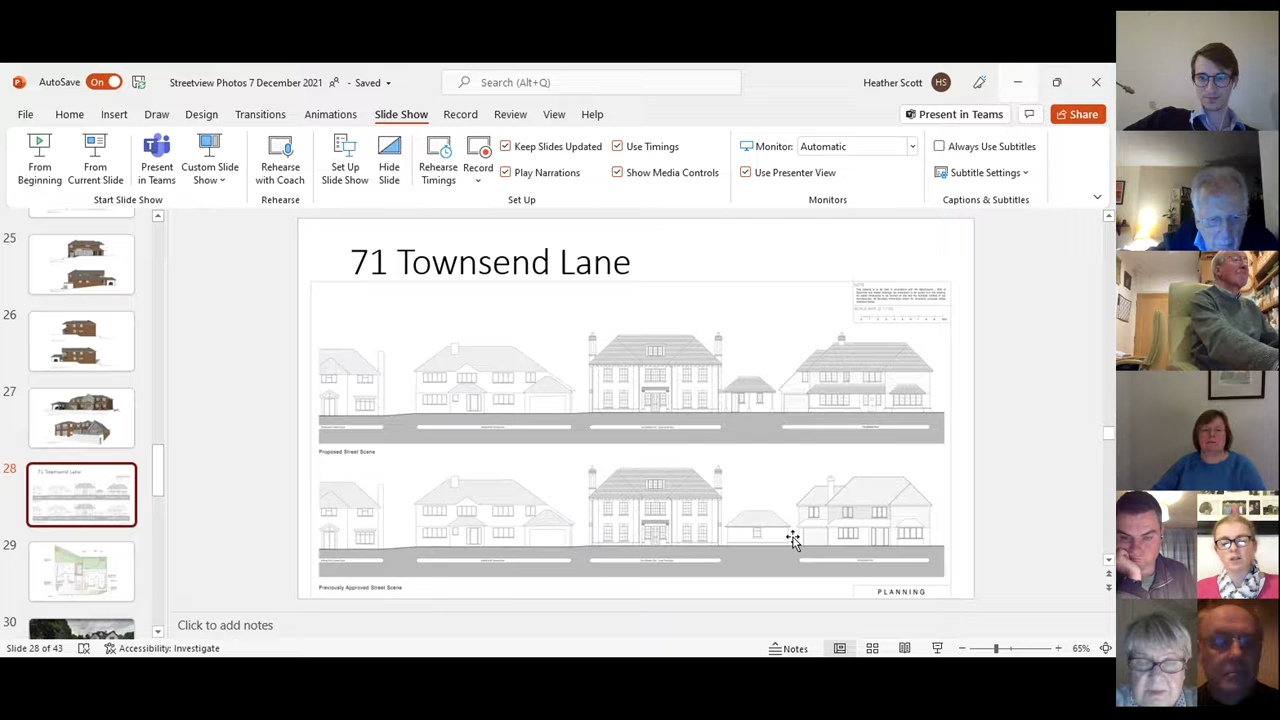 AutoSave On Streetview Photos 7 December 2021 - Saved Search (Alt+Q) Heather Scott HS
File Home Insert Draw Design Transitions Animations Slide Show Record Review View Help Present in Teams Share
From Beginning
From Current Slide
Present in Teams
Custom Slide Show
Start Slide Show
Rehearse with Coach
Rehearse
Set Up Slide Show
Hide Slide
Rehearse Timings
Record
Keep Slides Updated
Play Narrations
Use Timings
Show Media Controls
Set Up
Monitor: Automatic
Use Presenter View
Monitors
Always Use Subtitles
Subtitle Settings
Captions & Subtitles
25
26
27
28
71 Townsend Lane
29
30
71 Townsend Lane
Proposed Street Scene
Previously Approved Street Scene
PLANNING
Click to add notes
Slide 28 of 43 Accessibility: Investigate Notes 65%